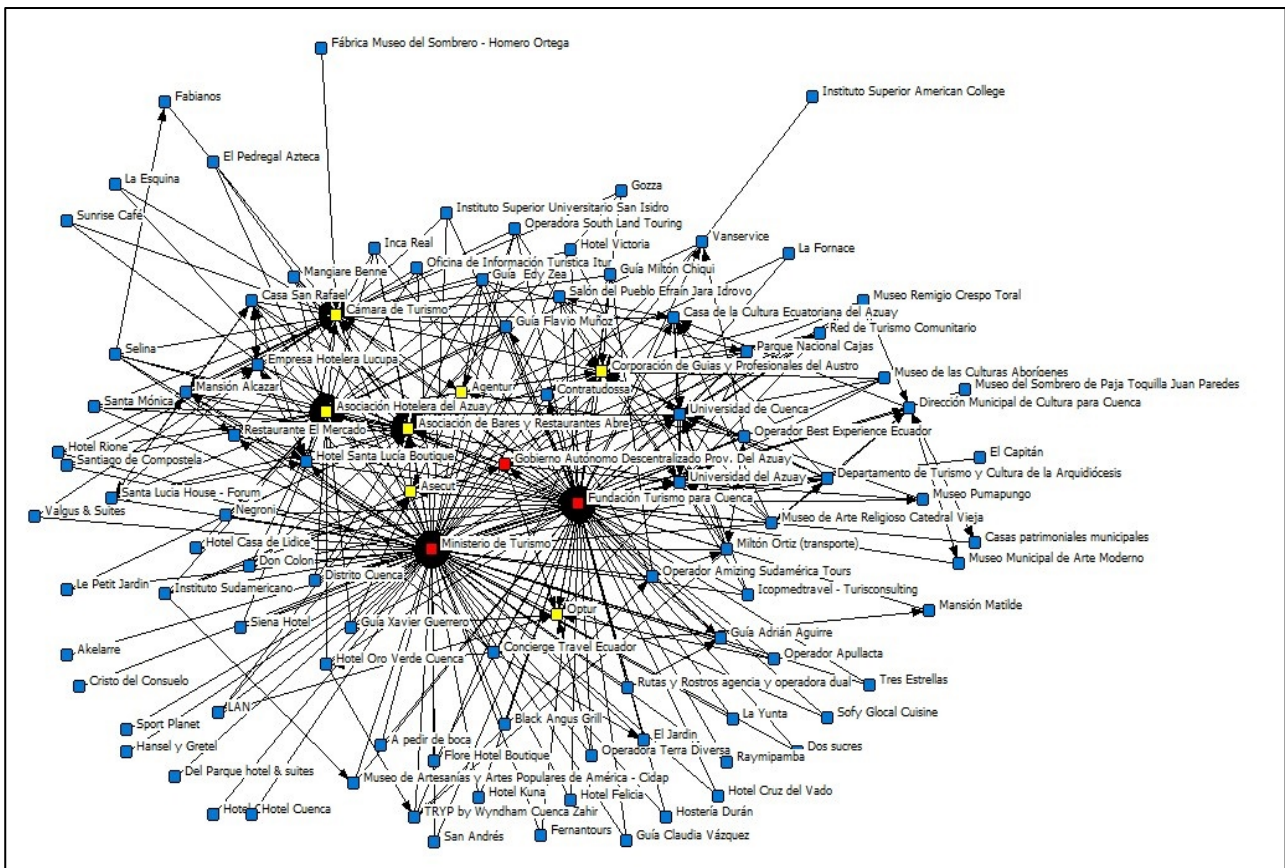 Fábrica Museo del Sombrero - Homero Ortega
Fabianos
Instituto Superior American College
El Pedregal Azteca
La Esquina
Gozza
Sunrise Café
Instituto Superior Universitario San Isidro
Operadora South Land Touring
Inca Real
Hotel Victoria
Vanservice
La Fornace
Oficina de Información Turística Itur
Mangiare Benne
Guía Edy Zea
Guía Miltón Chiqui
Casa San Rafael
Salón del Pueblo Efraín Jara Idrovo
Museo Remigio Crespo Toral
Cámara de Turismo
Casa de la Cultura Ecuatoriana del Azuay
Guía Flavio Muñoz
Red de Turismo Comunitario
Selina
Empresa Hotelera Lucupa
Parque Nacional Cajas
Corporación de Guias y Profesionales del Austro
Museo de las Culturas Aborígenes
Mansión Alcazar
Agentur
Contratudossa
Museo del Sombrero de Paja Toquilla Juan Paredes
Santa Mónica
Asociación Hotelera del Azuay
Universidad de Cuenca
Dirección Municipal de Cultura para Cuenca
Asociación de Bares y Restaurantes Abre
Restaurante El Mercado
Operador Best Experience Ecuador
Hotel Rione
Hotel Santa Lucia Boutique
Santiago de Compostela
Gobierno Autónomo Descentralizado Prov. Del Azuay
El Capitán
Universidad del Azuay
Departamento de Turismo y Cultura de la Arquidiócesis
Santa Lucia House - Forum
Asecut
Fundación Turismo para Cuenca
Museo Pumapungo
Valgus & Suites
Negroni
Museo de Arte Religioso Catedral Vieja
Hotel Casa de Lidice
Ministerio de Turismo
Miltón Ortiz (transporte)
Casas patrimoniales municipales
Museo Municipal de Arte Moderno
Don Colon
Le Petit Jardin
Instituto Sudamericano
Distrito Cuenca
Operador Amizing Sudamérica Tours
Icopmedtravel - Turisconsulting
Optur
Mansión Matilde
Siena Hotel
Guía Xavier Guerrero
Guía Adrián Aguirre
Akelarre
Hotel Oro Verde Cuenca
Concierge Travel Ecuador
Operador Apullacta
Cristo del Consuelo
Rutas y Rostros agencia y operadora dual
Tres Estrellas
LAN
La Yunta
Sofy Glocal Cuisine
Sport Planet
Black Angus Grill
El Jardin
Hansel y Gretel
A pedir de boca
Flore Hotel Boutique
Operadora Terra Diversa
Dos sucres
Raymipamba
Del Parque hotel & suites
Museo de Artesanías y Artes Populares de América - Cidap
Hotel Kuna
Hotel Felicia
Hotel Cruz del Vado
Hotel C
Hotel Cuenca
TRYP by Wyndham Cuenca Zahir
Hostería Durán
San Andrés
Fernantours
Guía Claudia Vázquez